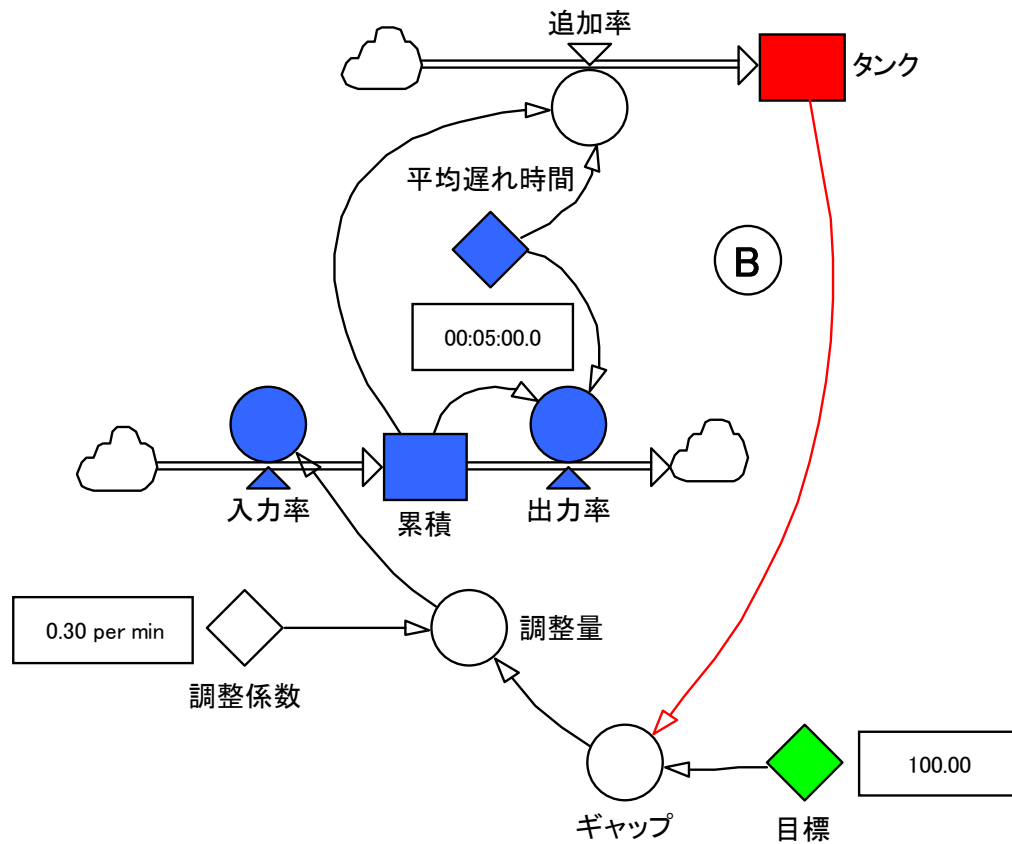 追加率
タンク
平均遅れ時間
B
00:05:00.0
入力率
累積
出力率
0.30 per min
調整係数
調整量
100.00
ギャップ
目標